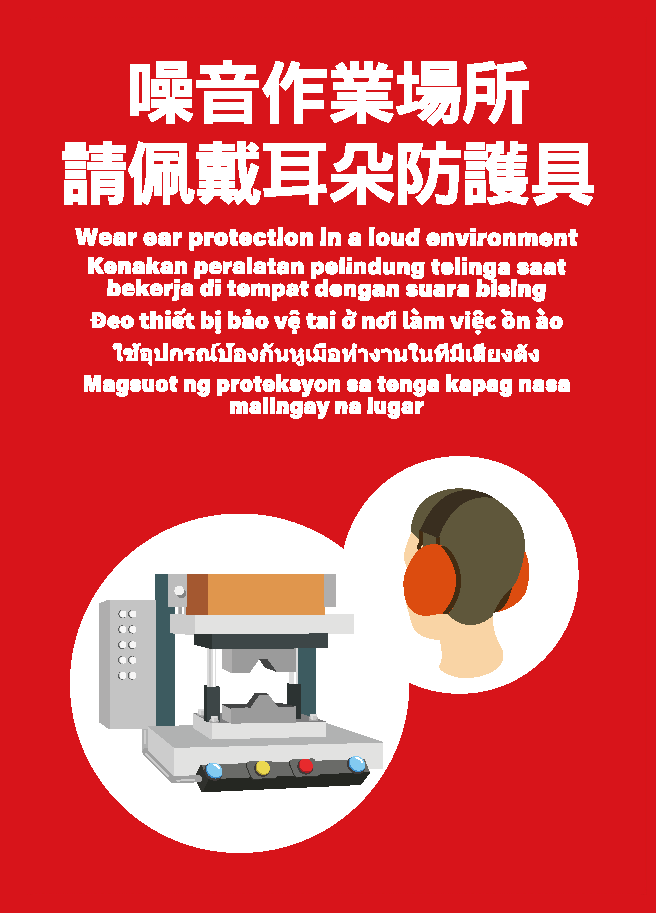 噪音作業場所
請佩戴耳朵防護具
Wear ear protection in a loud environment
Kenakan peralatan pelindung telinga saat
bekerja di tempat dengan suara bising
Đeo thiết bị bảo vệ tai ở nơi làm việc ồn ào
ใช้อุปกรณ์ป้องกันหูเมื่อทำงานในที่มีเสียงดัง
Magsuot ng proteksyon sa tenga kapag nasa
maiingay na lugar